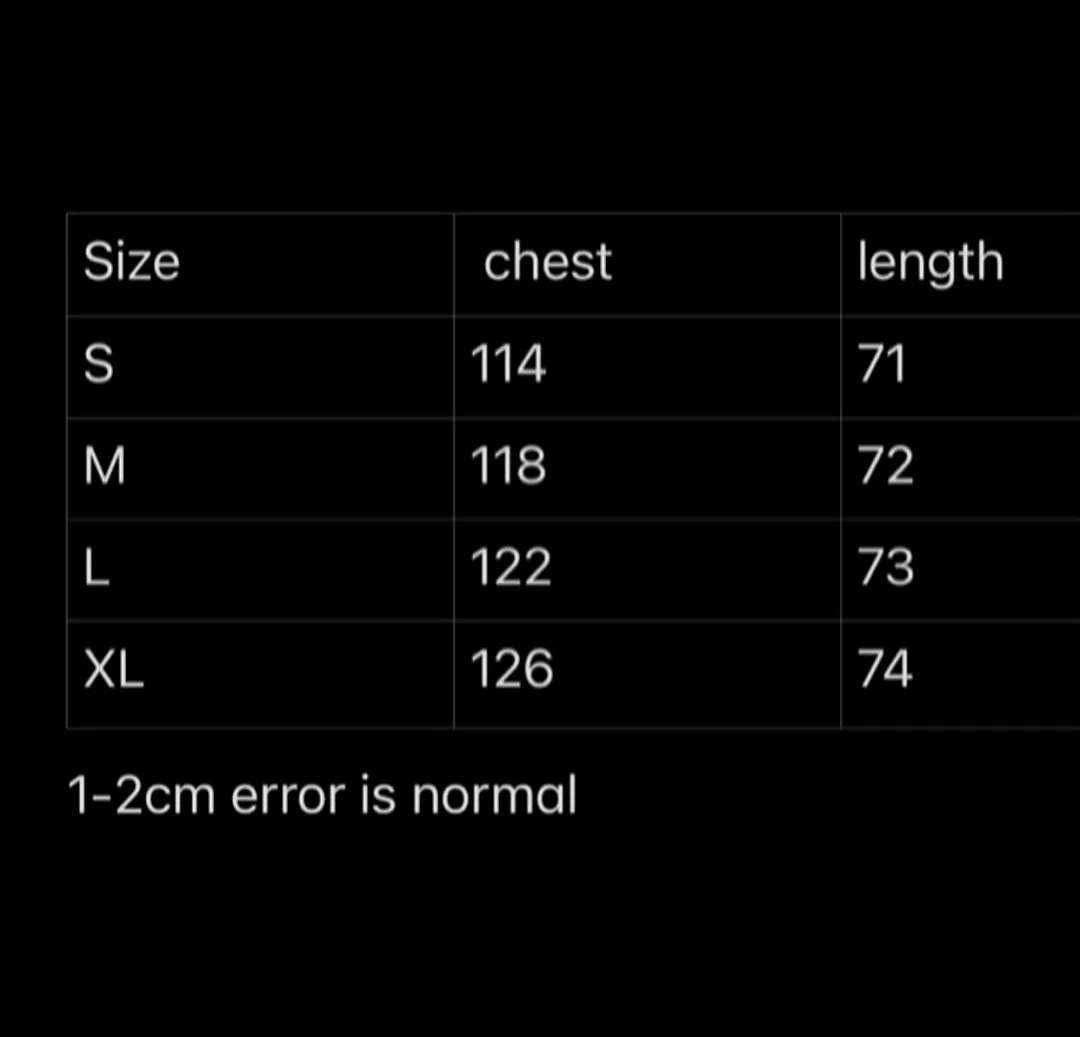 Size chest length
S 114 71
M 118 72
L 122 73
XL 126 74
1-2cm error is normal